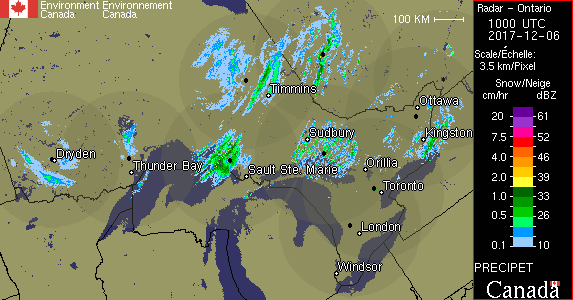 Environment Environnement
Canada Canada
100 KM
Timmins
Ottawa
Kingston
Sudbury
Dryden
Thunder Bay
Sault Ste. Marie
Orillia
Toronto
London
Windsor
Radar - Ontario
1000 UTC
2017-12-06
Scale/Échelle:
3.5 km/Pixel
Snow/Neige
cm/hr dBZ
20 61
7.5 57
5.5 52
4.0 46
2.0 39
1.0 33
0.5 26
0.1 10
PRECIPET
Canada